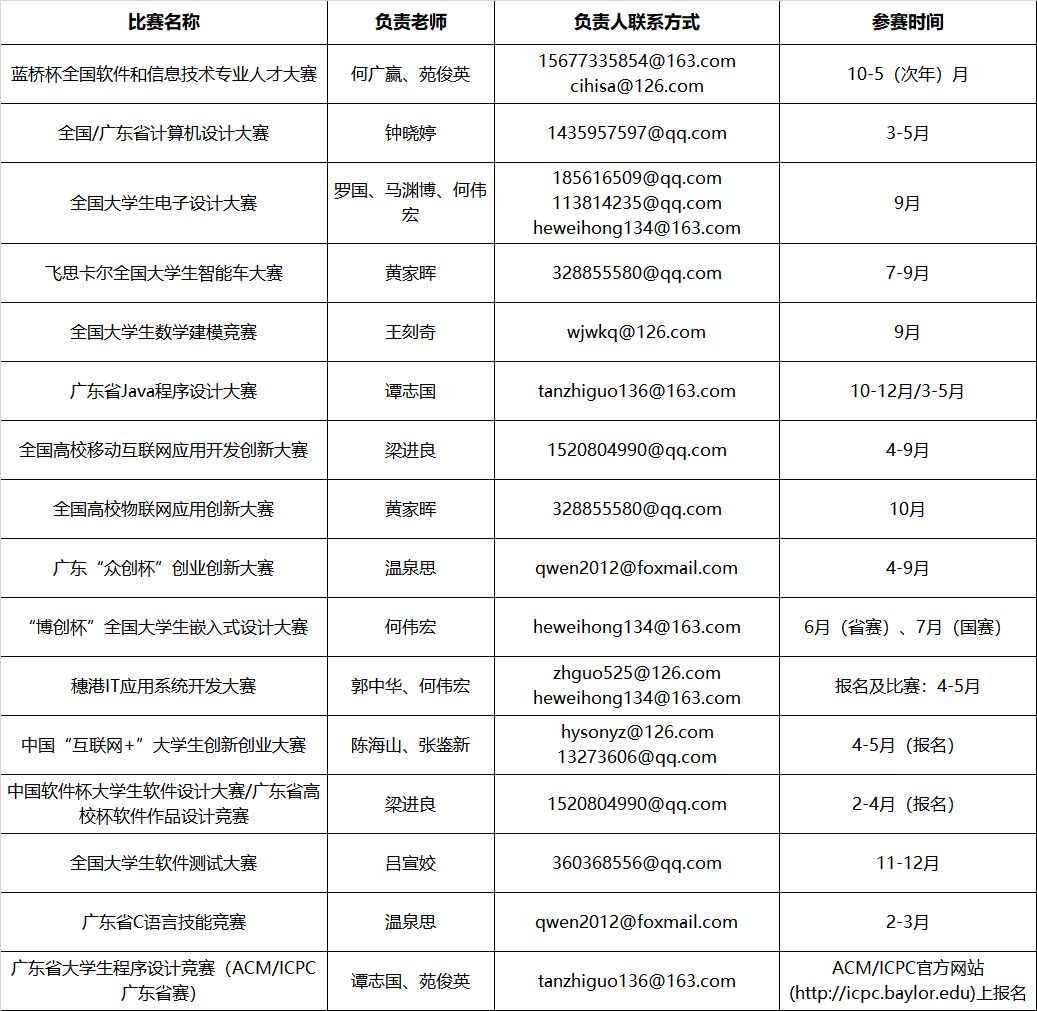 比赛名称 负责老师 负责人联系方式 参赛时间
蓝桥杯全国软件和信息技术专业人才大赛 何广赢、苑俊英 15677335854@163.com 10-5（次年）月
cihisa@126.com
全国/广东省计算机设计大赛 钟晓婷 1435957597@qq.com 3-5月
全国大学生电子设计大赛 罗国、马渊博、何伟 185616509@qq.com 9月
宏 113814235@qq.com
heweihong134@163.com
飞思卡尔全国大学生智能车大赛 黄家晖 328855580@qq.com 7-9月
全国大学生数学建模竞赛 王刻奇 wjwkq@126.com 9月
广东省Java程序设计大赛 谭志国 tanzhiguo136@163.com 10-12月/3-5月
全国高校移动互联网应用开发创新大赛 梁进良 1520804990@qq.com 4-9月
全国高校物联网应用创新大赛 黄家晖 328855580@qq.com 10月
广东“众创杯”创业创新大赛 温泉思 qwen2012@foxmail.com 4-9月
“博创杯”全国大学生嵌入式设计大赛 何伟宏 heweihong134@163.com 6月（省赛）、7月（国赛）
穗港IT应用系统开发大赛 郭中华、何伟宏 zhguo525@126.com 报名及比赛：4-5月
heweihong134@163.com
中国“互联网+”大学生创新创业大赛 陈海山、张鉴新 hysonyz@126.com 4-5月（报名）
13273606@qq.com
中国软件杯大学生软件设计大赛/广东省高 梁进良 1520804990@qq.com 2-4月（报名）
校杯软件作品设计竞赛
全国大学生软件测试大赛 吕宣姣 360368556@qq.com 11-12月
广东省C语言技能竞赛 温泉思 qwen2012@foxmail.com 2-3月
广东省大学生程序设计竞赛（ACM/ICPC 谭志国、苑俊英 tanzhiguo136@163.com ACM/ICPC官方网站
广东省赛） (http://icpc.baylor.edu)上报名